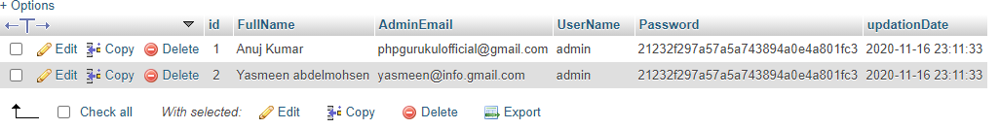 + Options
←T→ id FullName AdminEmail UserName Password updationDate
Edit Copy Delete 1 Anuj Kumar phpgurukulofficial@gmail.com admin 21232f297a57a5a743894a0e4a801fc3 2020-11-16 23:11:33
Edit Copy Delete 2 Yasmeen abdelmohsen yasmeen@info.gmail.com admin 21232f297a57a5a743894a0e4a801fc3 2020-11-16 23:11:33
Check all With selected: Edit Copy Delete Export